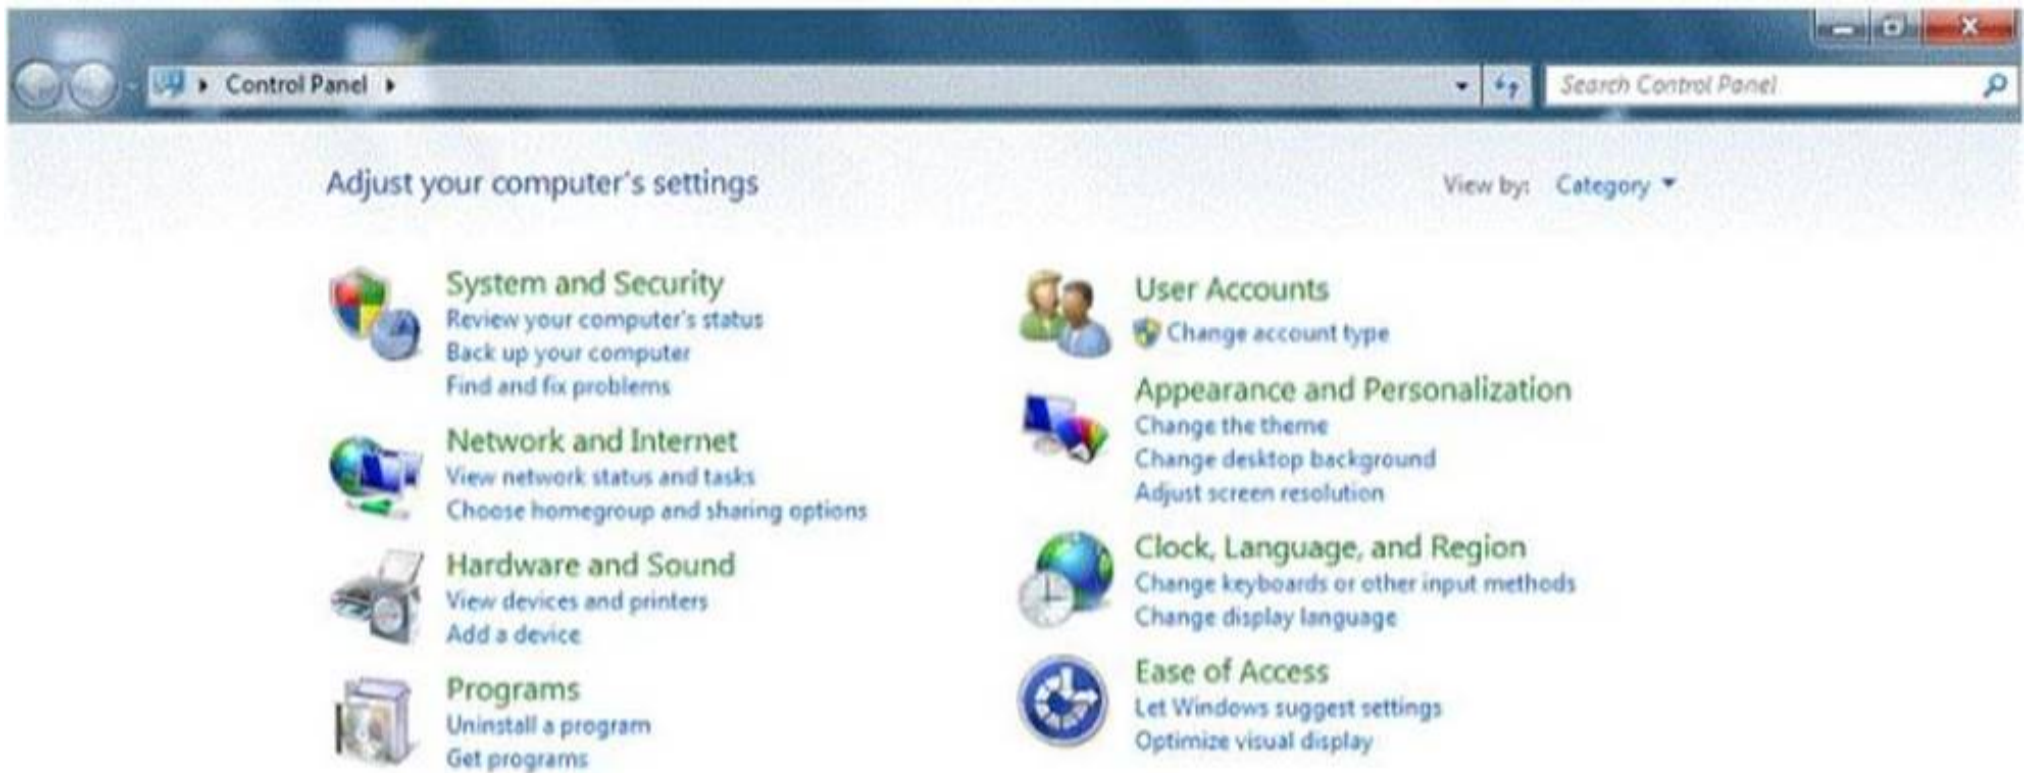 Control Panel
Search Control Panel
Adjust your computer's settings
View by: Category
System and Security
Review your computer's status
Back up your computer
Find and fix problems
Network and Internet
View network status and tasks
Choose homegroup and sharing options
Hardware and Sound
View devices and printers
Add a device
Programs
Uninstall a program
Get programs
User Accounts
Change account type
Appearance and Personalization
Change the theme
Change desktop background
Adjust screen resolution
Clock, Language, and Region
Change keyboards or other input methods
Change display language
Ease of Access
Let Windows suggest settings
Optimize visual display